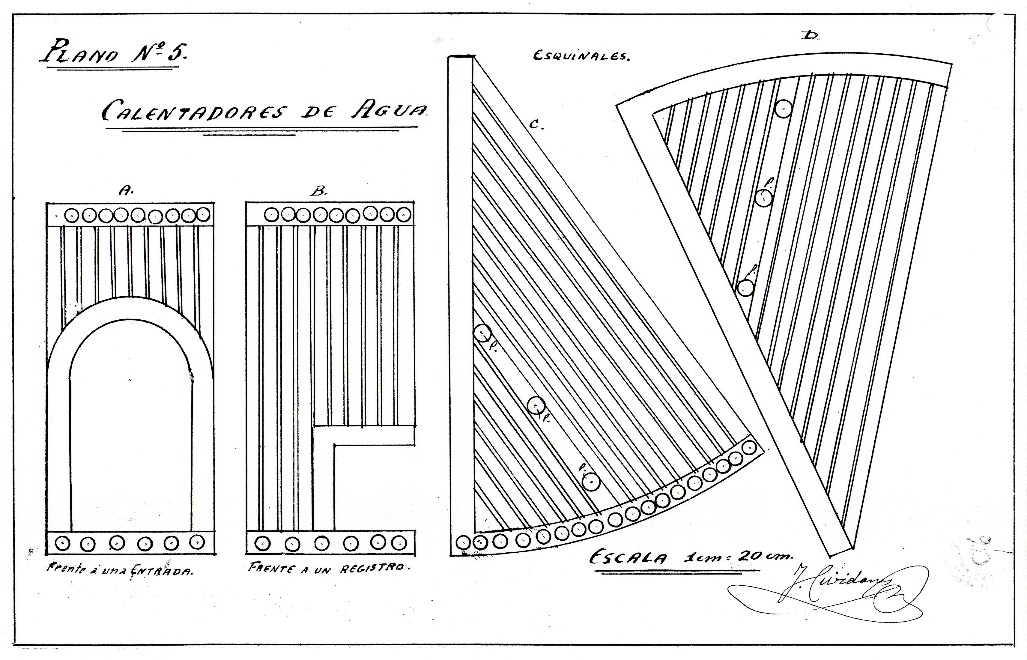 PLANO Nº 5.
CALENTADORES DE AGUA
ESQUINALES.
D.
C.
A.
B.
l.
l.
l.
l.
l.
Frente á una ENTRADA.
FRENTE A UN REGISTRO.
ESCALA 1cm = 20 cm.